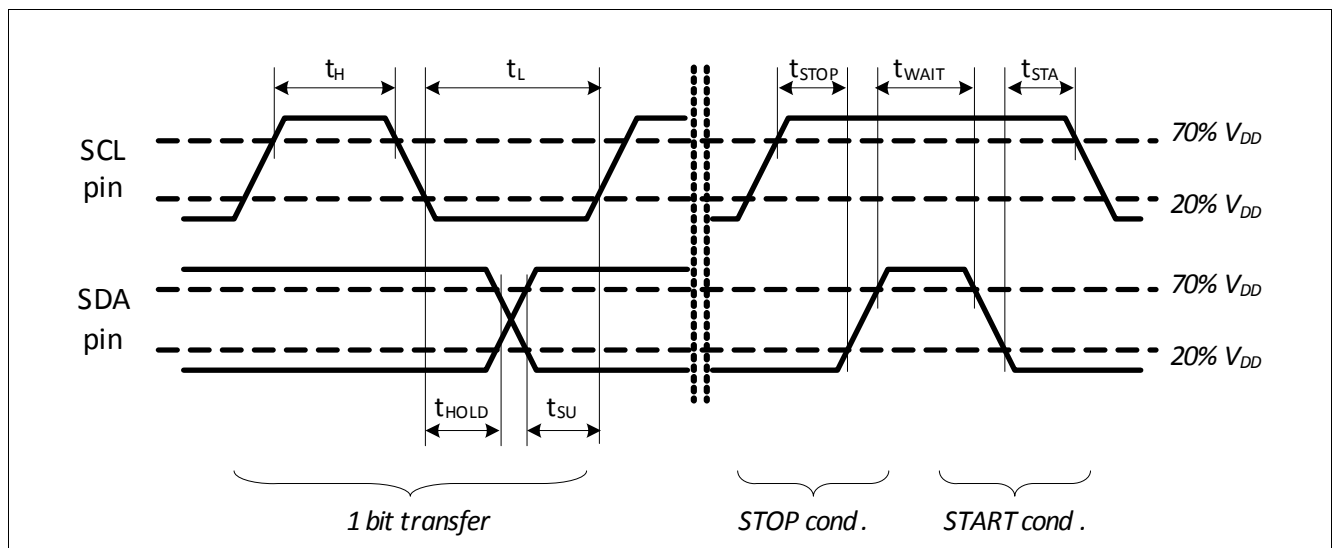 tH
tL
tSTOP
tWAIT
tSTA
SCL
pin
70% VDD
20% VDD
SDA
pin
70% VDD
20% VDD
tHOLD
tSU
1 bit transfer
STOP cond .
START cond .